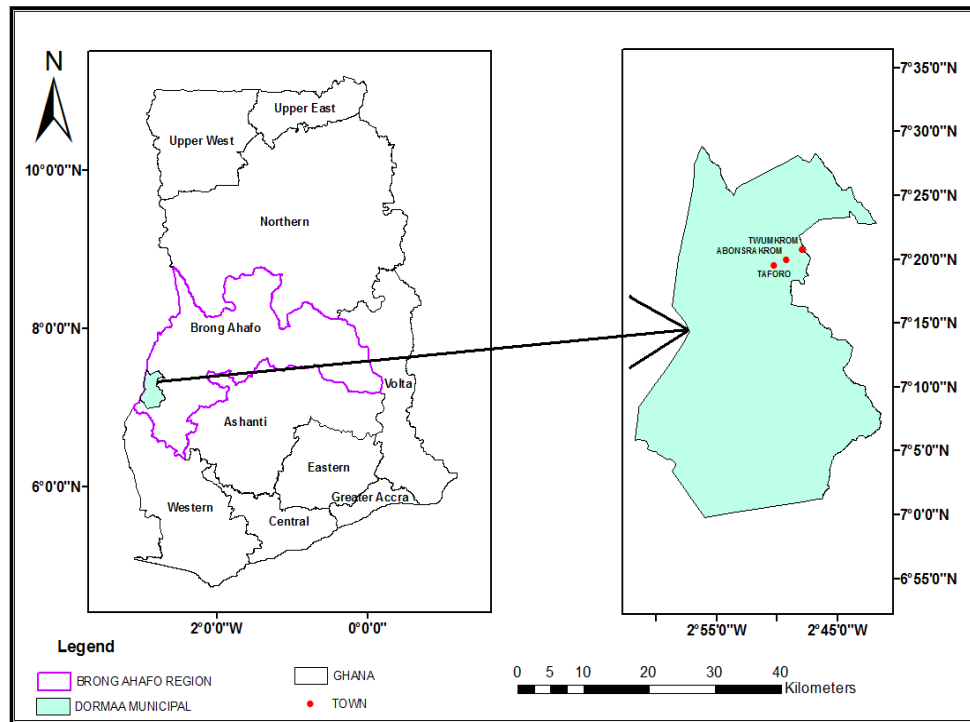 N
Upper East
Upper West
Northern
Brong Ahafo
Volta
Ashanti
Eastern
Greater Accra
Western
Central
10°0'0"N
8°0'0"N
6°0'0"N
2°0'0"W
0°0'0"
TWUMKROM
ABONSRAKROM
TAFORO
7°35'0"N
7°30'0"N
7°25'0"N
7°20'0"N
7°15'0"N
7°10'0"N
7°5'0"N
7°0'0"N
6°55'0"N
2°55'0"W
2°45'0"W
Legend
BRONG AHAFO REGION
GHANA
DORMAA MUNICIPAL
TOWN
0 5 10 20 30 40
Kilometers